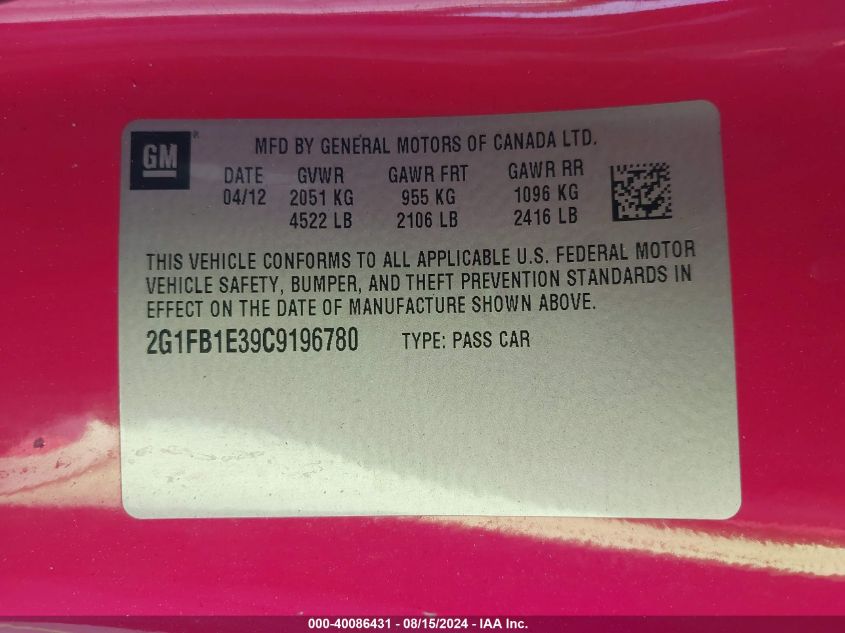 GM
MFD BY GENERAL MOTORS OF CANADA LTD.
DATE GVWR GAWR FRT GAWR RR
04/12 2051 KG 955 KG 1096 KG
4522 LB 2106 LB 2416 LB
THIS VEHICLE CONFORMS TO ALL APPLICABLE U.S. FEDERAL MOTOR
VEHICLE SAFETY, BUMPER, AND THEFT PREVENTION STANDARDS IN
EFFECT ON THE DATE OF MANUFACTURE SHOWN ABOVE.
2G1FB1E39C9196780 TYPE: PASS CAR
000-40086431 - 08/15/2024 - IAA Inc.